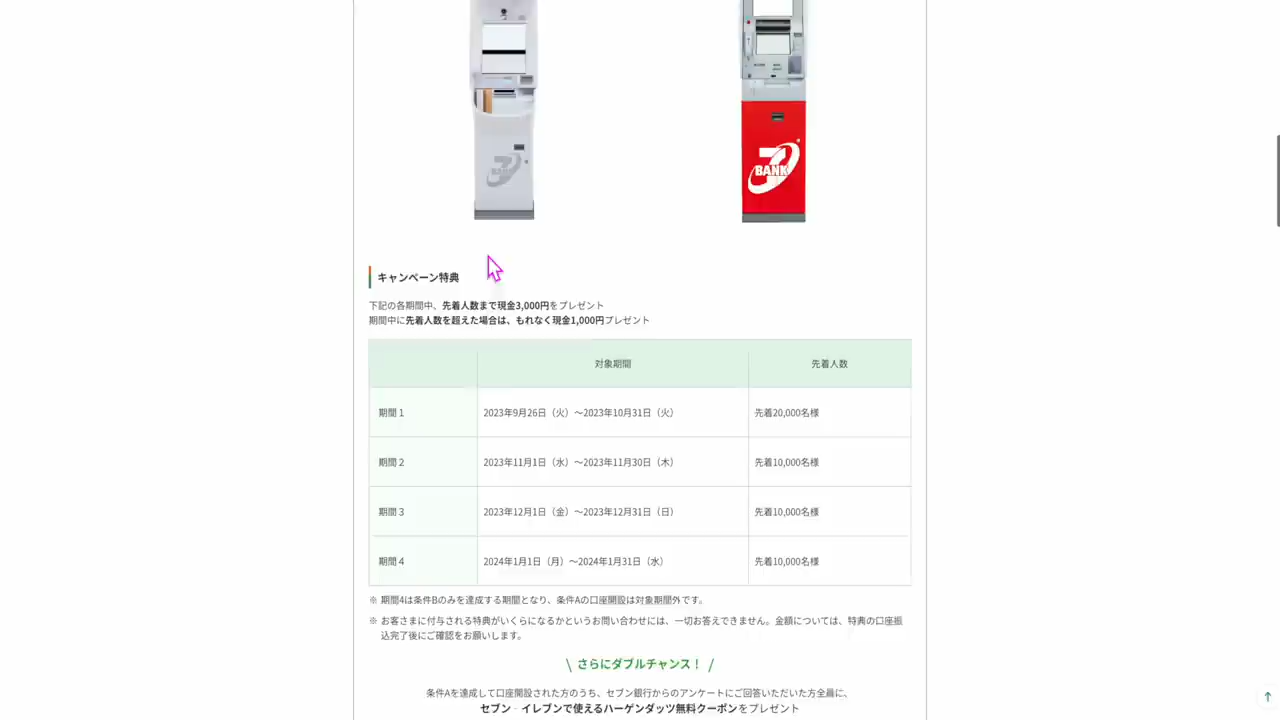 BANK
キャンペーン特典
下記の各期間中、先着人数まで現金3,000円をプレゼント
期間中に先着人数を超えた場合は、もれなく現金1,000円プレゼント
対象期間 先着人数
期間1 2023年9月26日（火）〜2023年10月31日（火） 先着20,000名様
期間2 2023年11月1日（水）〜2023年11月30日（木） 先着10,000名様
期間3 2023年12月1日（金）〜2023年12月31日（日） 先着10,000名様
期間4 2024年1月1日（月）〜2024年1月31日（水） 先着10,000名様
※ 期間4は条件Bのみを達成する期間となり、条件Aの口座開設は対象期間外です。
※ お客さまに付与される特典がいくらになるかというお問い合わせには、一切お答えできません。金額については、特典の口座振
込完了後にご確認をお願いします。
\ さらにダブルチャンス！ /
条件Aを達成して口座開設された方のうち、セブン銀行からのアンケートにご回答いただいた方全員に、
セブン‐イレブンで使えるハーゲンダッツ無料クーポンをプレゼント